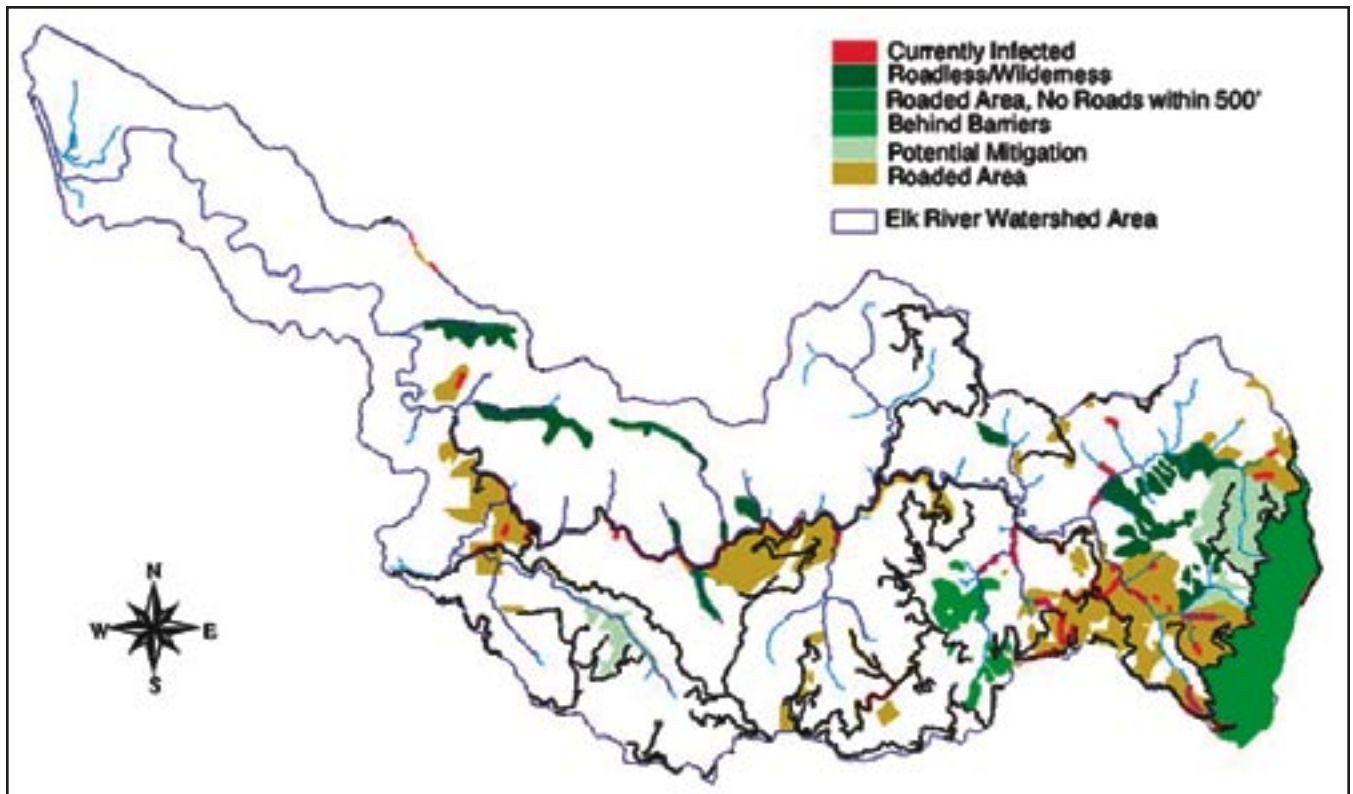 Currently Infected
Roadless/Wilderness
Roaded Area, No Roads within 500'
Behind Barriers
Potential Mitigation
Roaded Area
Elk River Watershed Area
N
W E
S